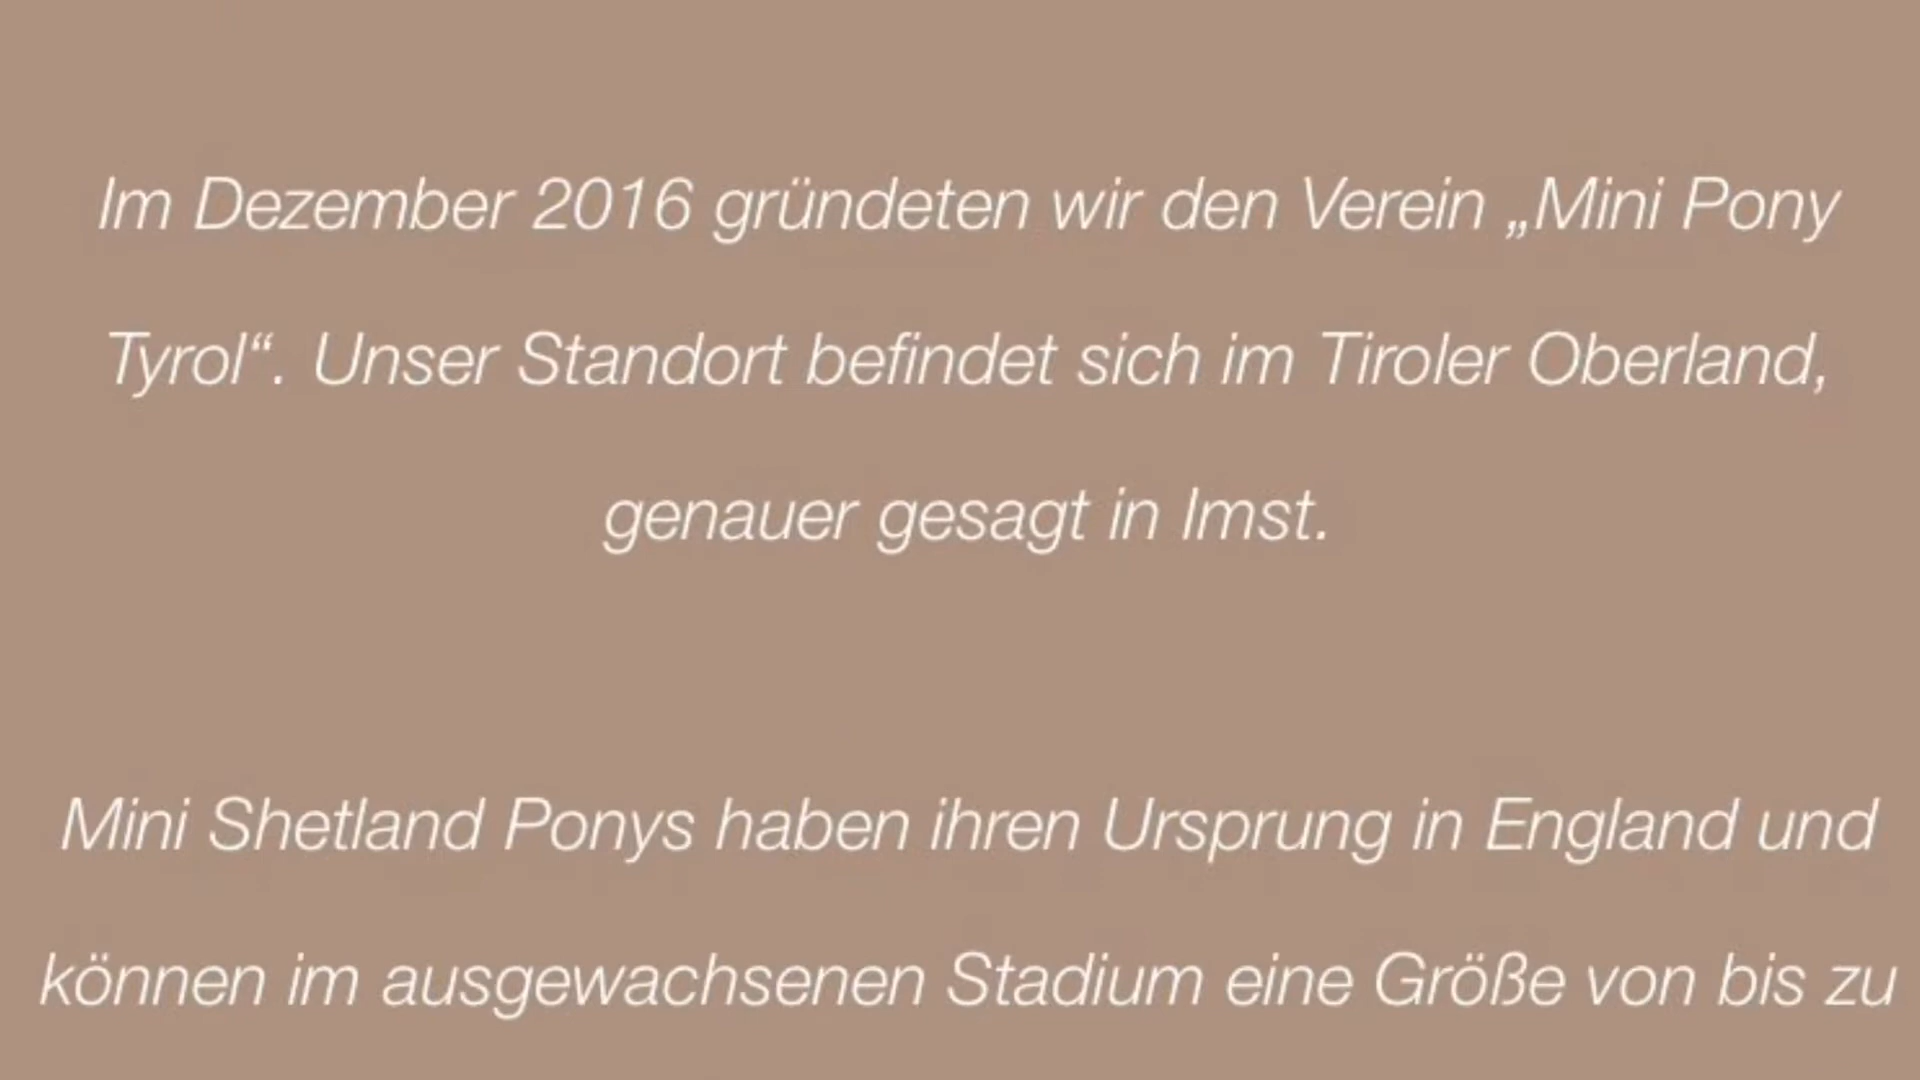 Im Dezember 2016 gründeten wir den Verein „Mini Pony
Tyrol“. Unser Standort befindet sich im Tiroler Oberland,
genauer gesagt in Imst.
Mini Shetland Ponys haben ihren Ursprung in England und
können im ausgewachsenen Stadium eine Größe von bis zu